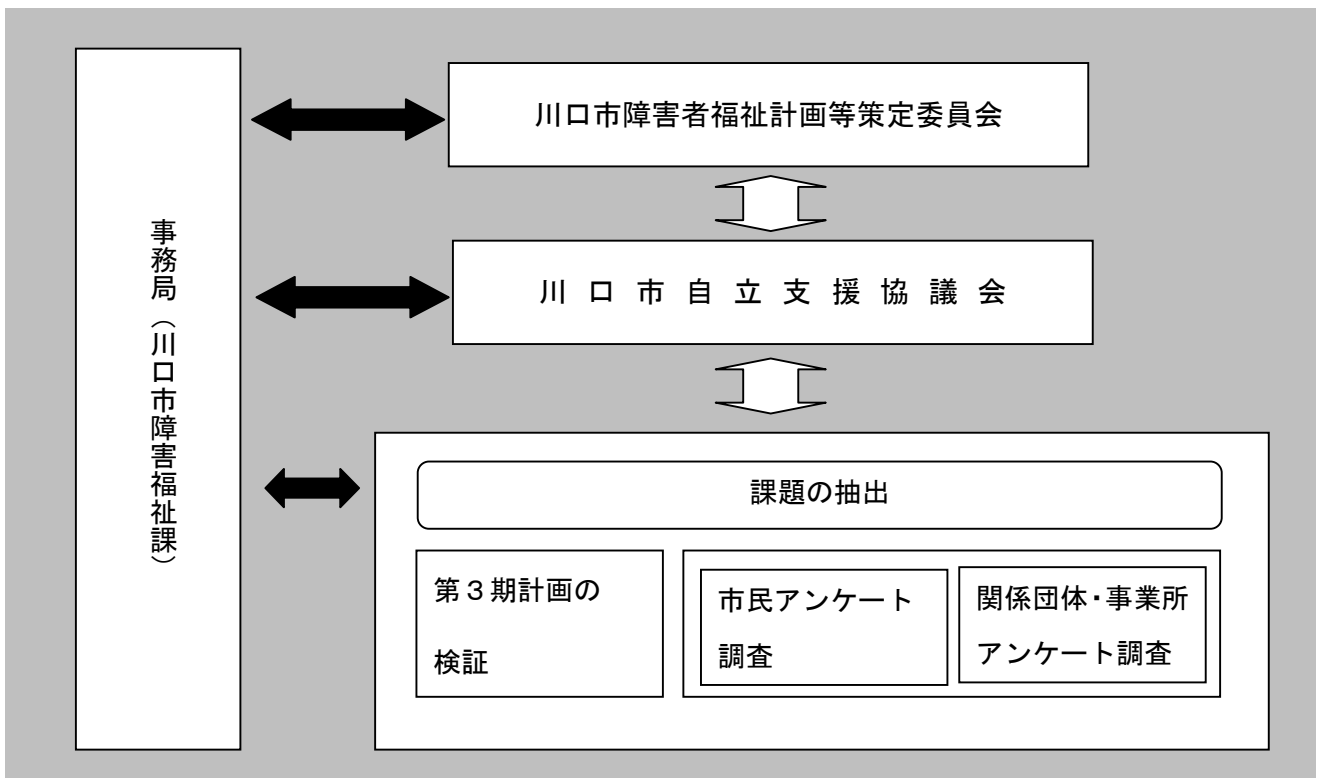 事務局（川口市障害福祉課）
川口市障害者福祉計画等策定委員会
川口市自立支援協議会
課題の抽出
第３期計画の
検証
市民アンケート
調査
関係団体・事業所
アンケート調査